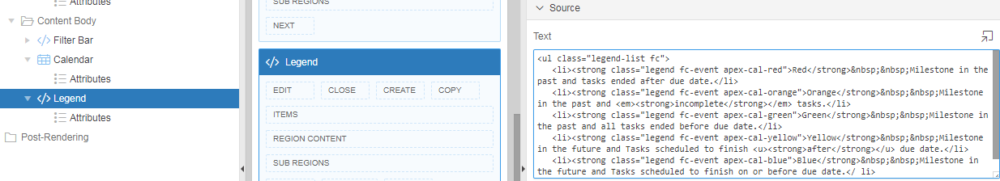 Attributes
Content Body
</> Filter Bar
Calendar
Attributes
</> Legend
Attributes
Post-Rendering
SUB REGIONS
NEXT
</> Legend
EDIT CLOSE CREATE COPY
ITEMS
REGION CONTENT
SUB REGIONS
Source
Text
<ul class="legend-list fc">
<li><strong class="legend fc-event apex-cal-red">Red</strong>&nbsp;&nbsp;Milestone in the
past and tasks ended after due date.</li>
<li><strong class="legend fc-event apex-cal-orange">Orange</strong>&nbsp;&nbsp;Milestone
in the past and <em><strong>incomplete</strong></em> tasks.</li>
<li><strong class="legend fc-event apex-cal-green">Green</strong>&nbsp;&nbsp;Milestone in
the past and all tasks ended before due date.</li>
<li><strong class="legend fc-event apex-cal-yellow">Yellow</strong>&nbsp;&nbsp;Milestone
in the future and Tasks scheduled to finish <u><strong>after</strong></u> due date.</li>
<li><strong class="legend fc-event apex-cal-blue">Blue</strong>&nbsp;&nbsp;Milestone in
the future and Tasks scheduled to finish on or before due date.</ li>